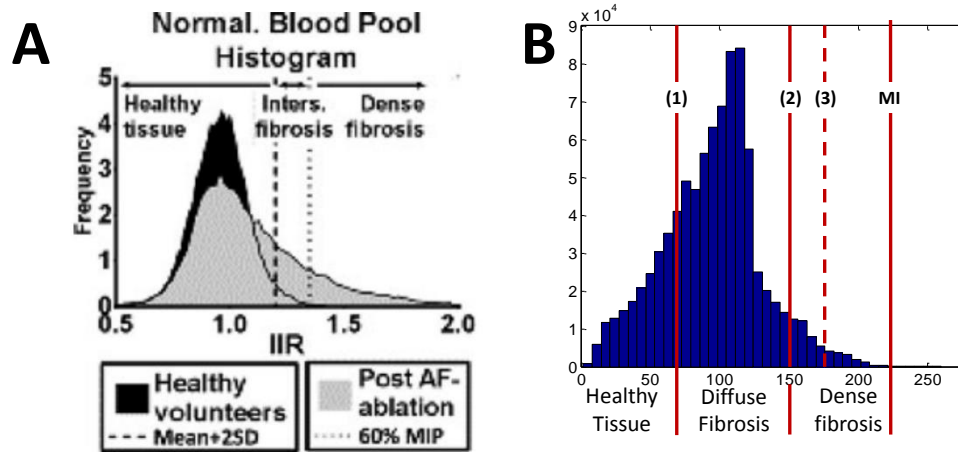 A
Normal. Blood Pool
Histogram
Healthy
tissue
Inters.
fibrosis
Dense
fibrosis
Frequency
5
4
3
2
1
0
0.5 1.0 1.5 2.0
IIR
Healthy
volunteers
Mean+2SD
Post AF-
ablation
60% MIP
B
9 x 10⁴
8
7
6
5
4
3
2
1
0
(1) (2) (3) MI
0 50 100 150 200 250
Healthy
Tissue
Diffuse
Fibrosis
Dense
fibrosis